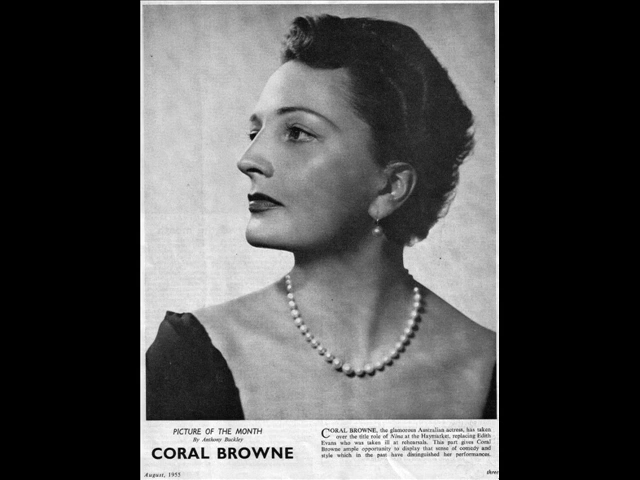 PICTURE OF THE MONTH
By Anthony Buckley
CORAL BROWNE
CORAL BROWNE, the glamorous Australian actress, has taken
over the title role of Nina at the Haymarket, replacing Edith
Evans who was taken ill at rehearsals. This part gives Coral
Browne ample opportunity to display that sense of comedy and
style which in the past have distinguished her performances.
August, 1955
three